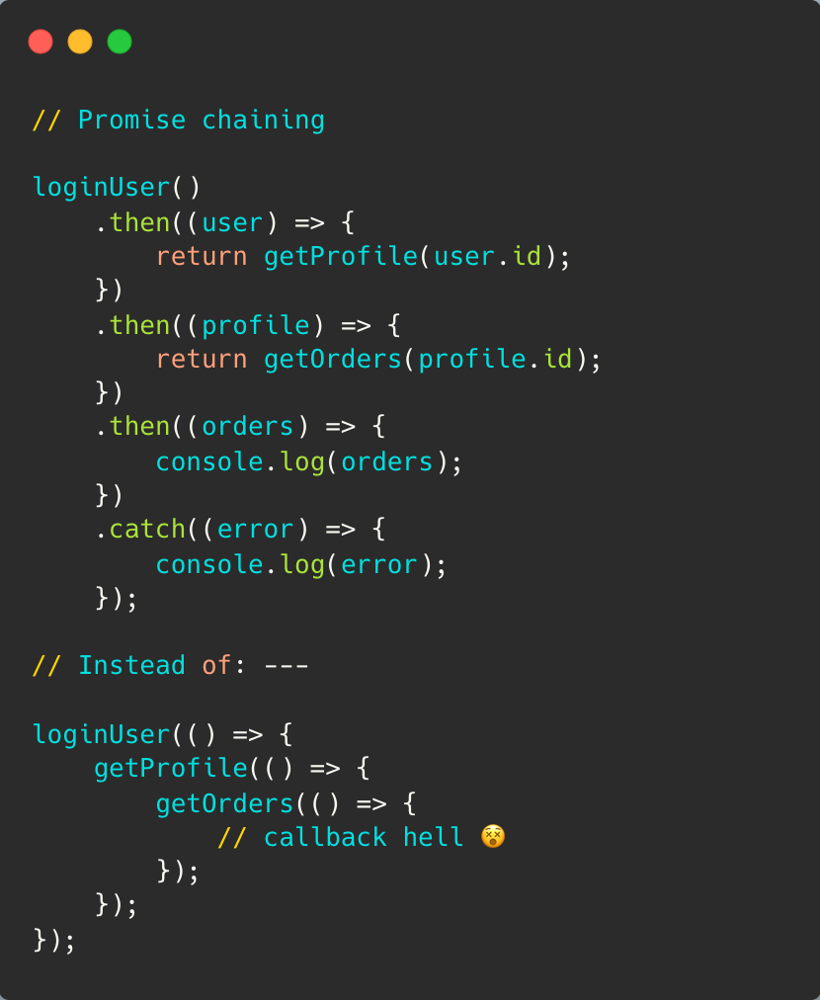 // Promise chaining

loginUser()
    .then((user) => {
        return getProfile(user.id);
    })
    .then((profile) => {
        return getOrders(profile.id);
    })
    .then((orders) => {
        console.log(orders);
    })
    .catch((error) => {
        console.log(error);
    });

// Instead of: ---

loginUser(() => {
    getProfile(() => {
        getOrders(() => {
            // callback hell 😵
        });
    });
});